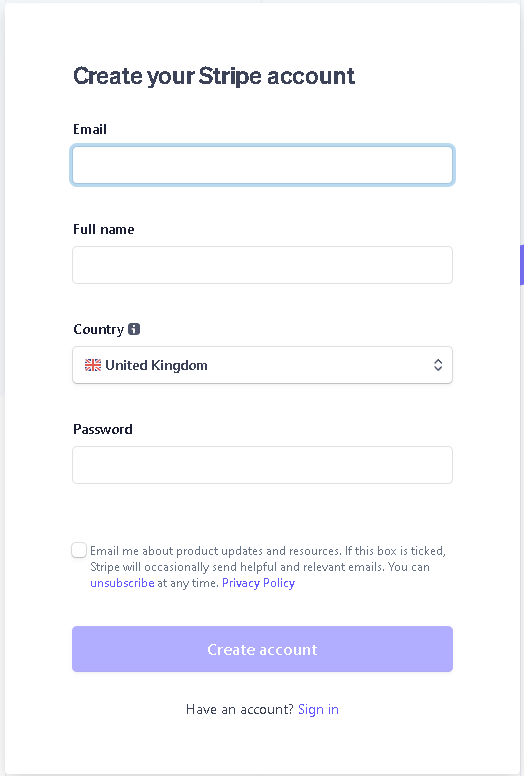 Create your Stripe account
Email
Full name
Country
United Kingdom
Password
Email me about product updates and resources. If this box is ticked,
Stripe will occasionally send helpful and relevant emails. You can
unsubscribe at any time. Privacy Policy
Create account
Have an account? Sign in